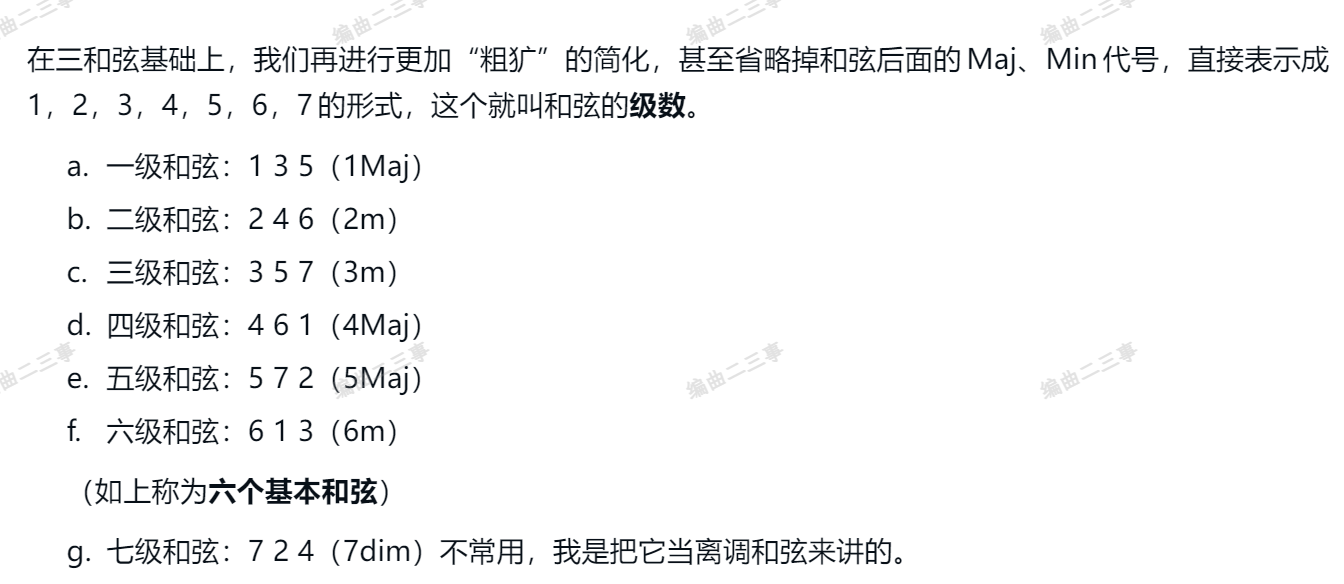 在三和弦基础上，我们再进行更加“粗犷”的简化，甚至省略掉和弦后面的 Maj、Min 代号，直接表示成
1，2，3，4，5，6，7 的形式，这个就叫和弦的级数。
a. 一级和弦：1 3 5（1Maj）
b. 二级和弦：2 4 6（2m）
c. 三级和弦：3 5 7（3m）
d. 四级和弦：4 6 1（4Maj）
e. 五级和弦：5 7 2（5Maj）
f. 六级和弦：6 1 3（6m）
（如上称为六个基本和弦）
g. 七级和弦：7 2 4（7dim）不常用，我是把它当离调和弦来讲的。
曲二三事
编曲二三事
编曲二三事
编曲二三事
曲二三事
编曲二三事
编曲二三事
编曲二三事